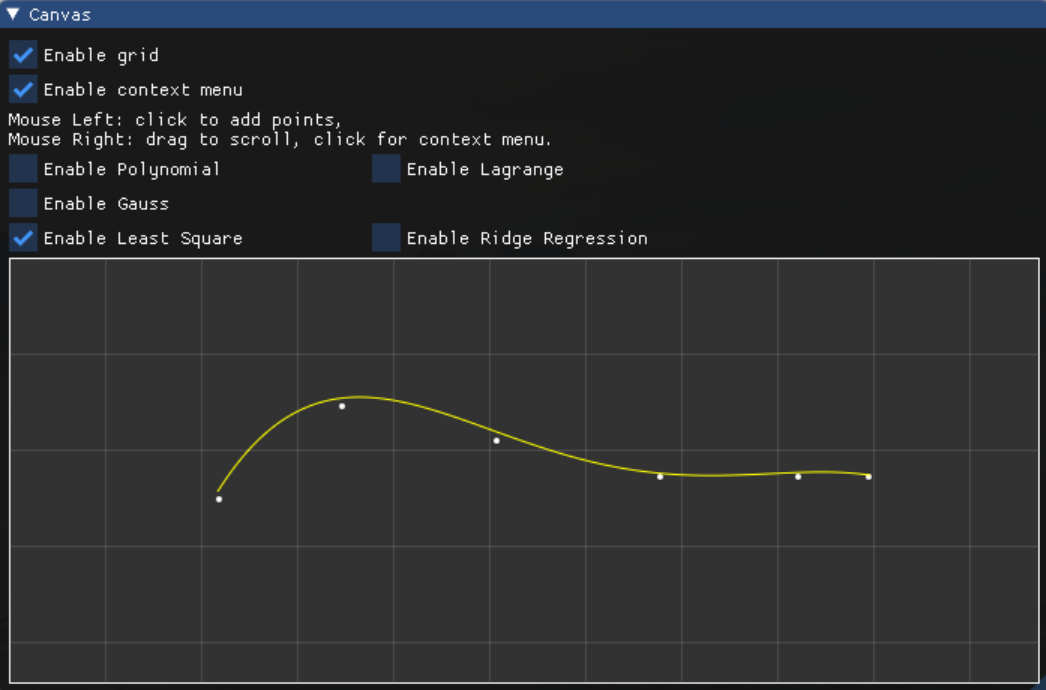 Canvas
Enable grid
Enable context menu
Mouse Left: click to add points,
Mouse Right: drag to scroll, click for context menu.
Enable Polynomial Enable Lagrange
Enable Gauss
Enable Least Square Enable Ridge Regression